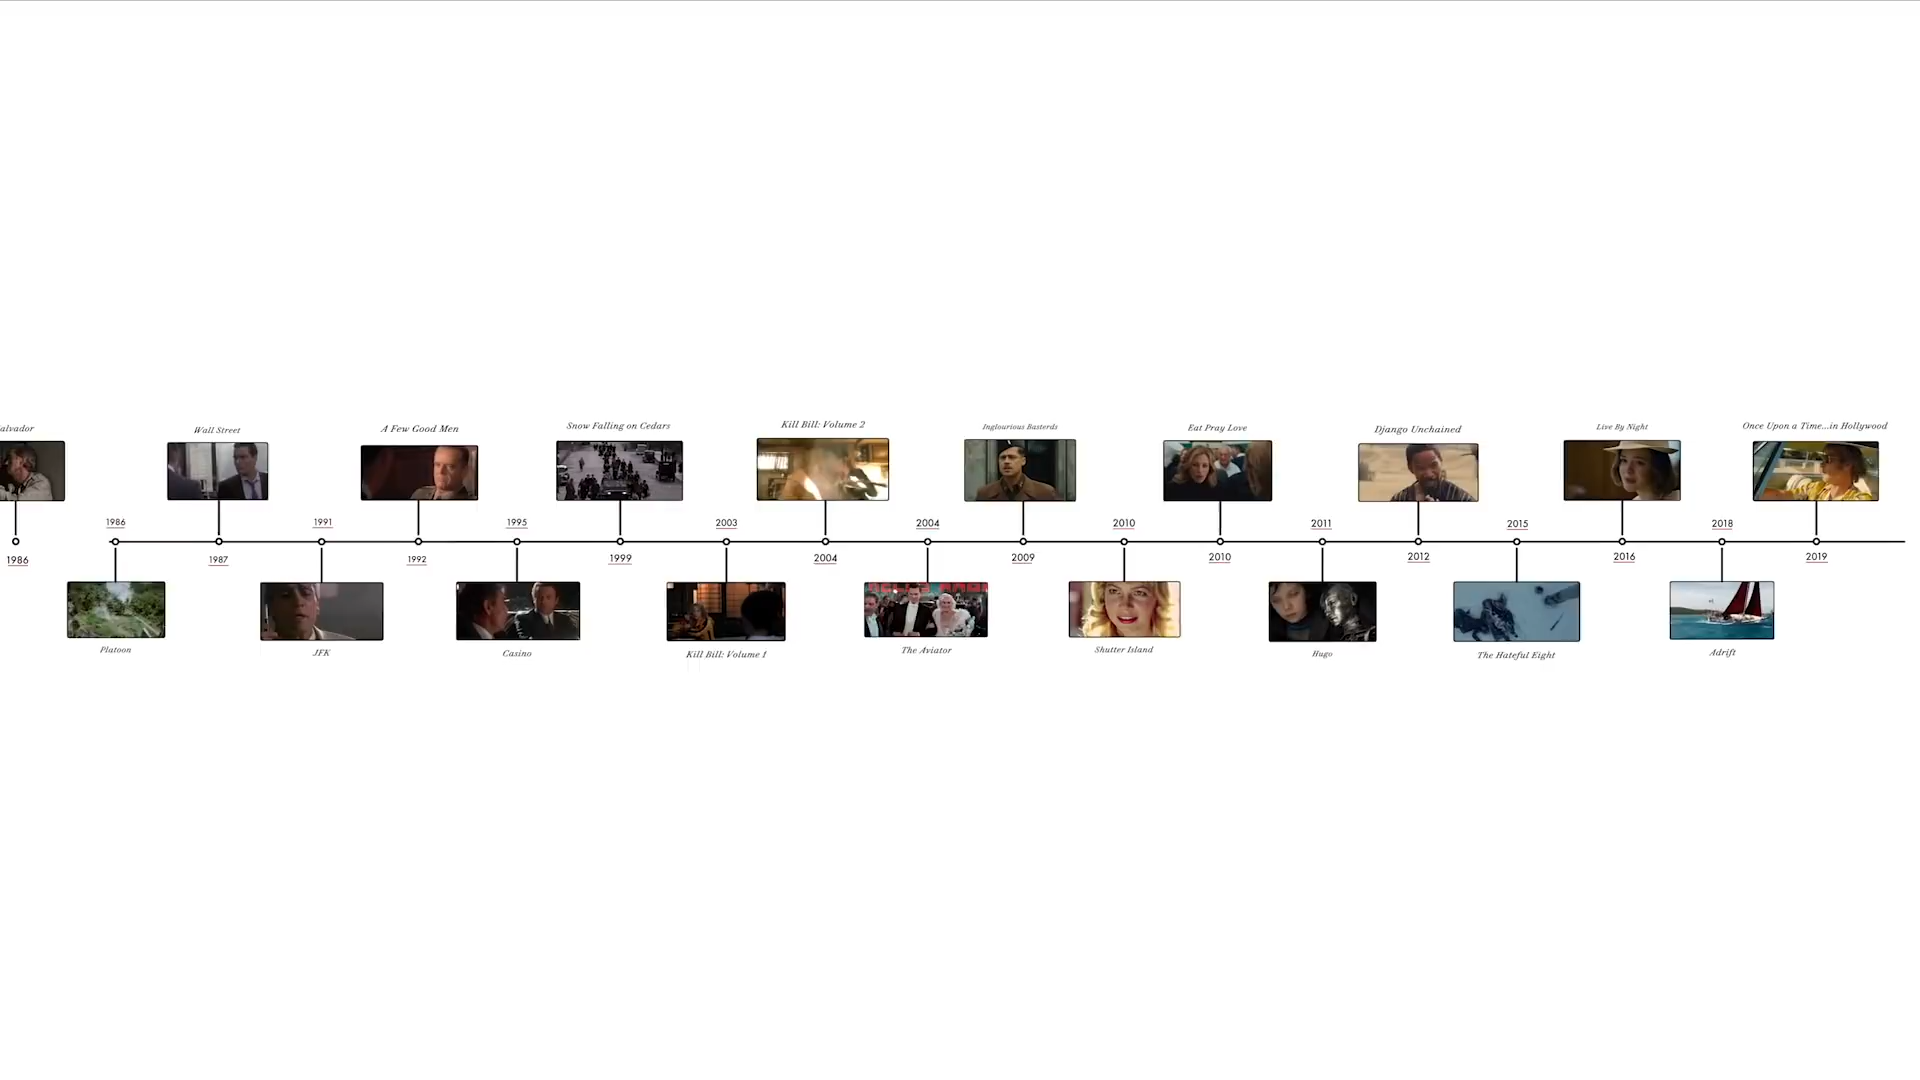 alvador
Wall Street
A Few Good Men
Snow Falling on Cedars
Kill Bill: Volume 2
Inglourious Basterds
Eat Pray Love
Django Unchained
Live By Night
Once Upon a Time...in Hollywood
1986
1991
1995
2003
2004
2010
2011
2015
2018
1986
1987
1992
1999
2004
2009
2010
2012
2016
2019
Platoon
JFK
Casino
Kill Bill: Volume 1
The Aviator
Shutter Island
Hugo
The Hateful Eight
Adrift